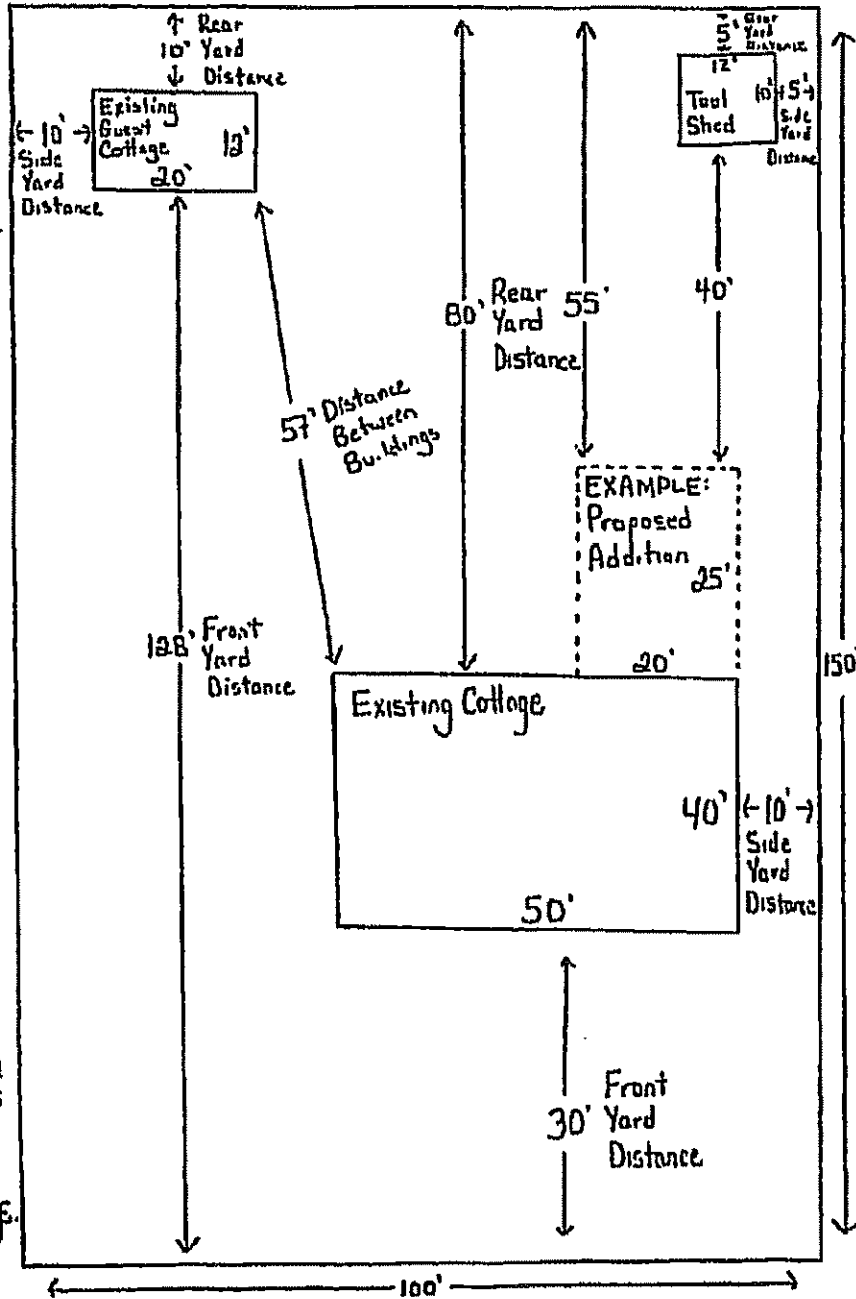 ↑ Rear
10' Yard
↓ Distance
5' Rear
Yard
Distance
Existing
Guest
Cottage
12'
20'
←10'→
Side
Yard
Distance
12'
Tool
Shed
10'
←5'→
Side
Yard
Distance
80' Rear
Yard
Distance
55'
40'
57' Distance
Between
Buildings
EXAMPLE:
Proposed
Addition
25'
20'
128' Front
Yard
Distance
150'
Existing Cottage
40'
←10'→
Side
Yard
Distance
50'
30' Front
Yard
Distance
100'